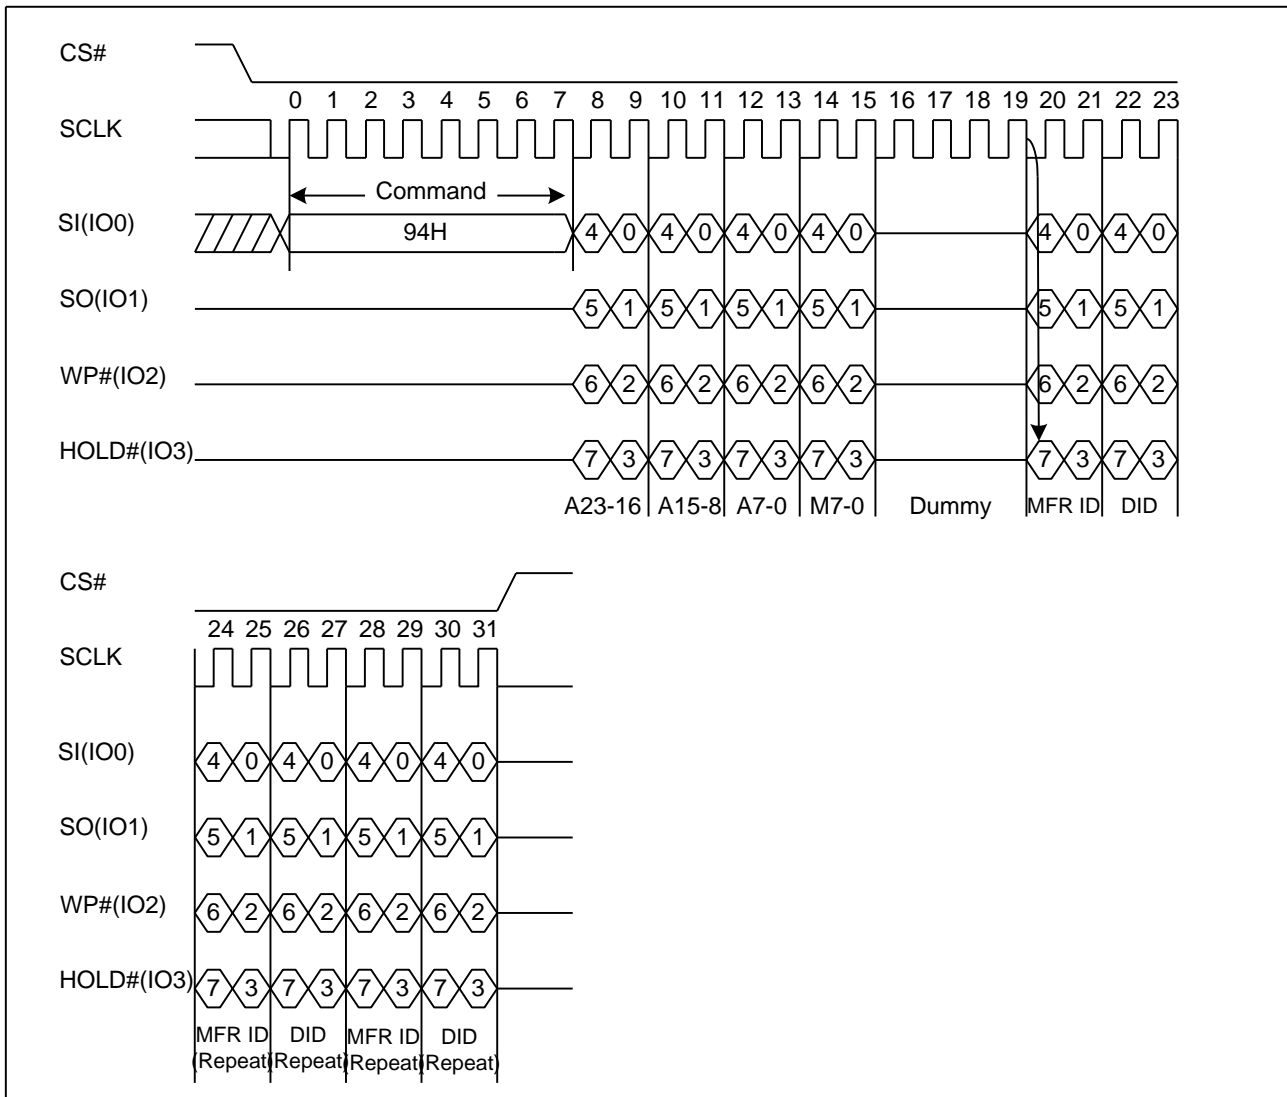 CS#
0 1 2 3 4 5 6 7 8 9 10 11 12 13 14 15 16 17 18 19 20 21 22 23
SCLK
Command
SI(IO0) 94H 4 0 4 0 4 0 4 0 4 0 4 0
SO(IO1) 5 1 5 1 5 1 5 1 5 1 5 1
WP#(IO2) 6 2 6 2 6 2 6 2 6 2 6 2
HOLD#(IO3) 7 3 7 3 7 3 7 3 7 3 7 3
A23-16 A15-8 A7-0 M7-0 Dummy MFR ID DID
CS#
24 25 26 27 28 29 30 31
SCLK
SI(IO0) 4 0 4 0 4 0 4 0
SO(IO1) 5 1 5 1 5 1 5 1
WP#(IO2) 6 2 6 2 6 2 6 2
HOLD#(IO3) 7 3 7 3 7 3 7 3
MFR ID DID MFR ID DID
(Repeat) (Repeat) (Repeat) (Repeat)